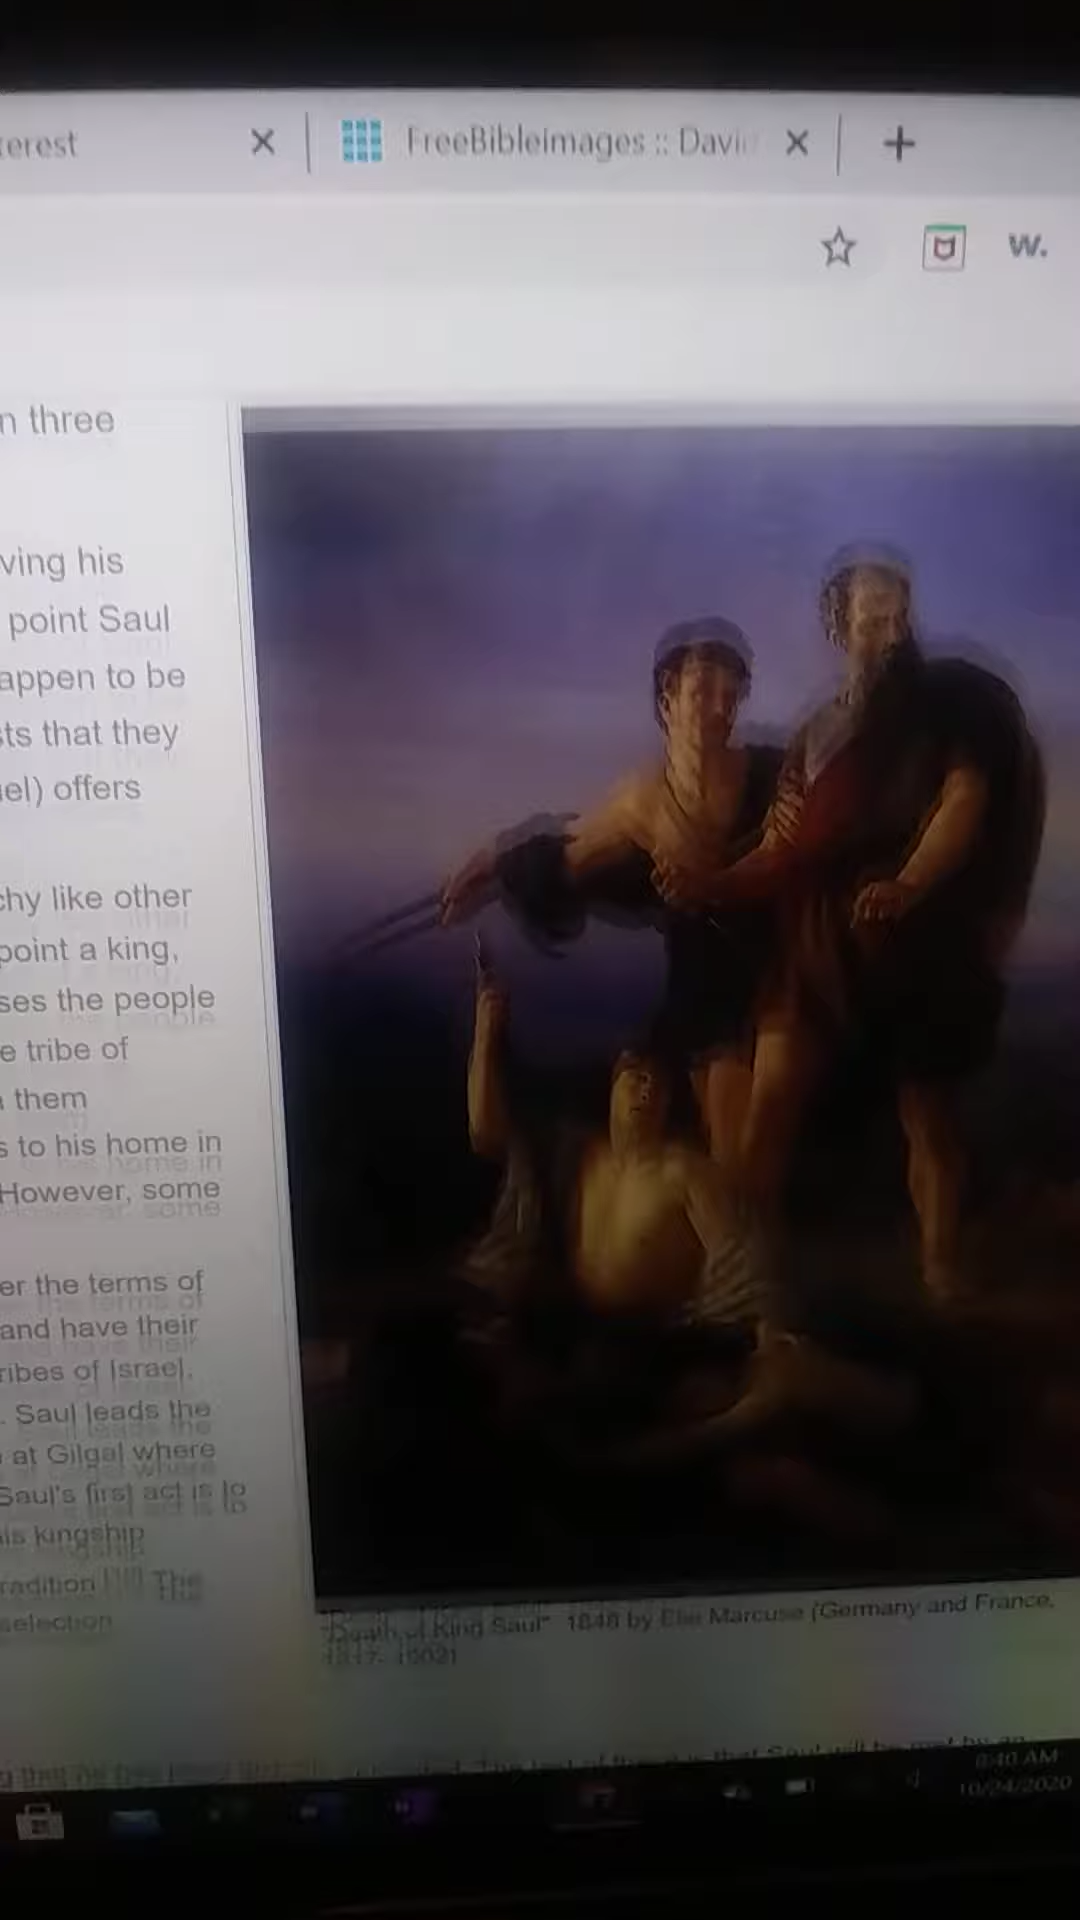 erest
FreeBibleimages :: Davi
W.
n three
ving his
point Saul
appen to be
sts that they
el) offers
chy like other
point a king,
ses the people
e tribe of
them
s to his home in
However, some
er the terms of
and have their
ribes of Israel.
. Saul leads the
at Gilgal where
Saul's first act is to
is kingship
radition The
selection
"Death of King Saul" 1848 by Elie Marcuse (Germany and France,
1817- 1902)
8:40 AM
10/24/2020